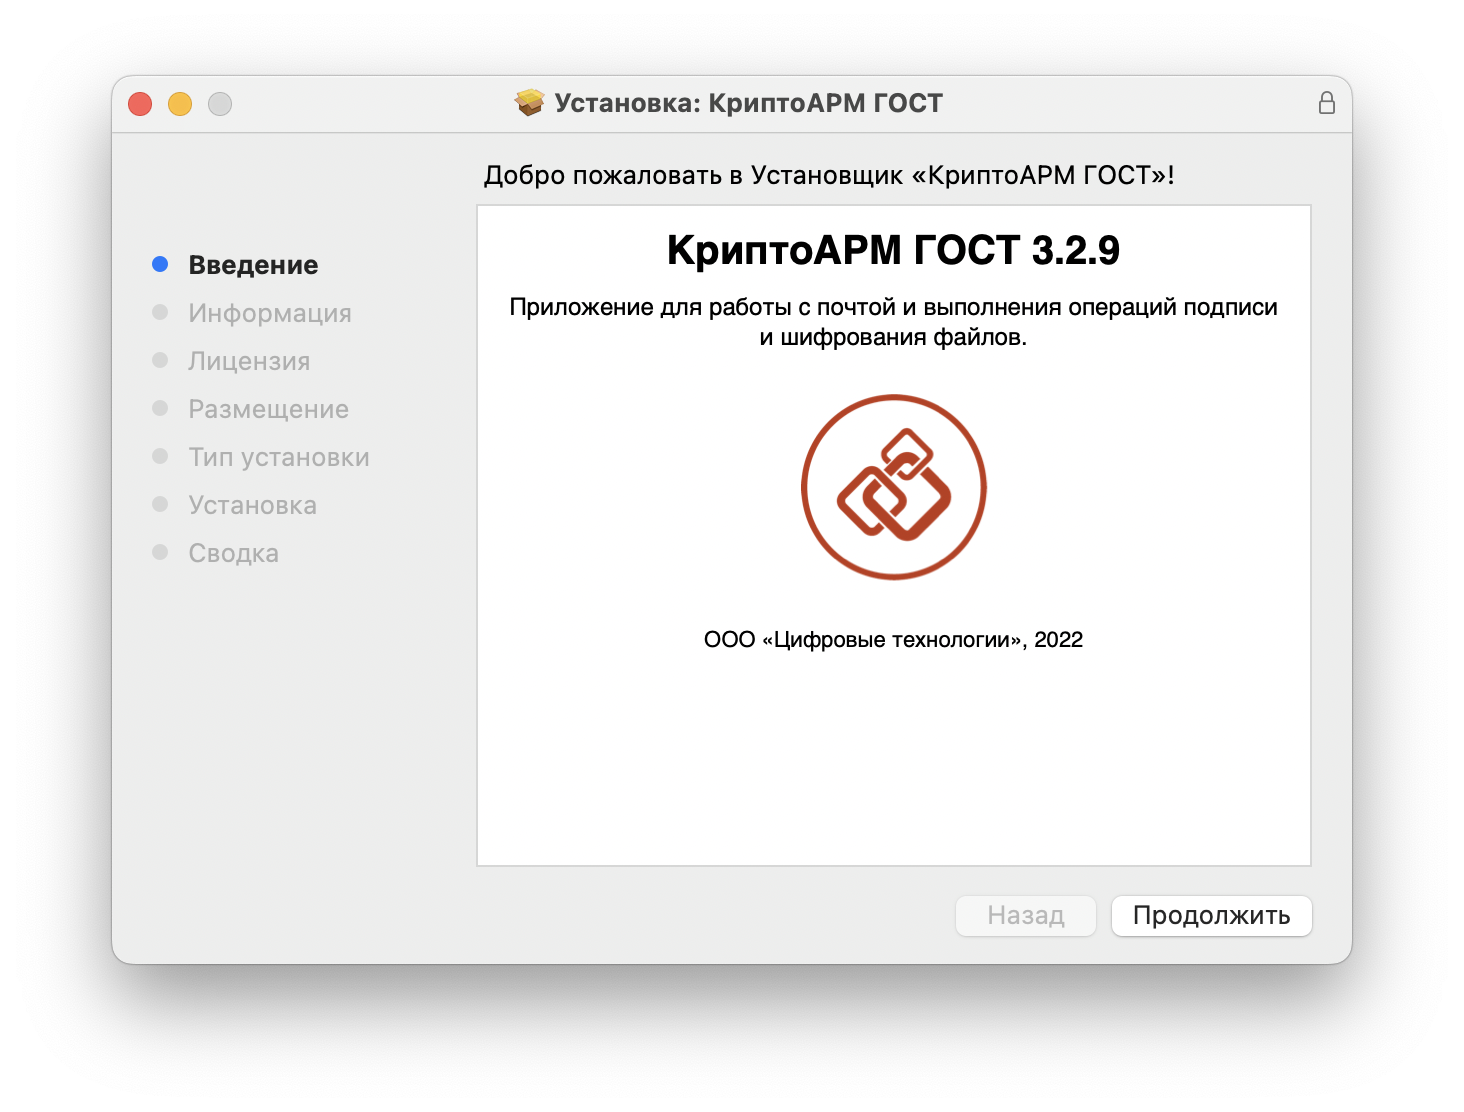 Установка: КриптоАРМ ГОСТ
Добро пожаловать в Установщик «КриптоАРМ ГОСТ»!
Введение
Информация
Лицензия
Размещение
Тип установки
Установка
Сводка
КриптоАРМ ГОСТ 3.2.9
Приложение для работы с почтой и выполнения операций подписи
и шифрования файлов.
ООО «Цифровые технологии», 2022
Назад
Продолжить